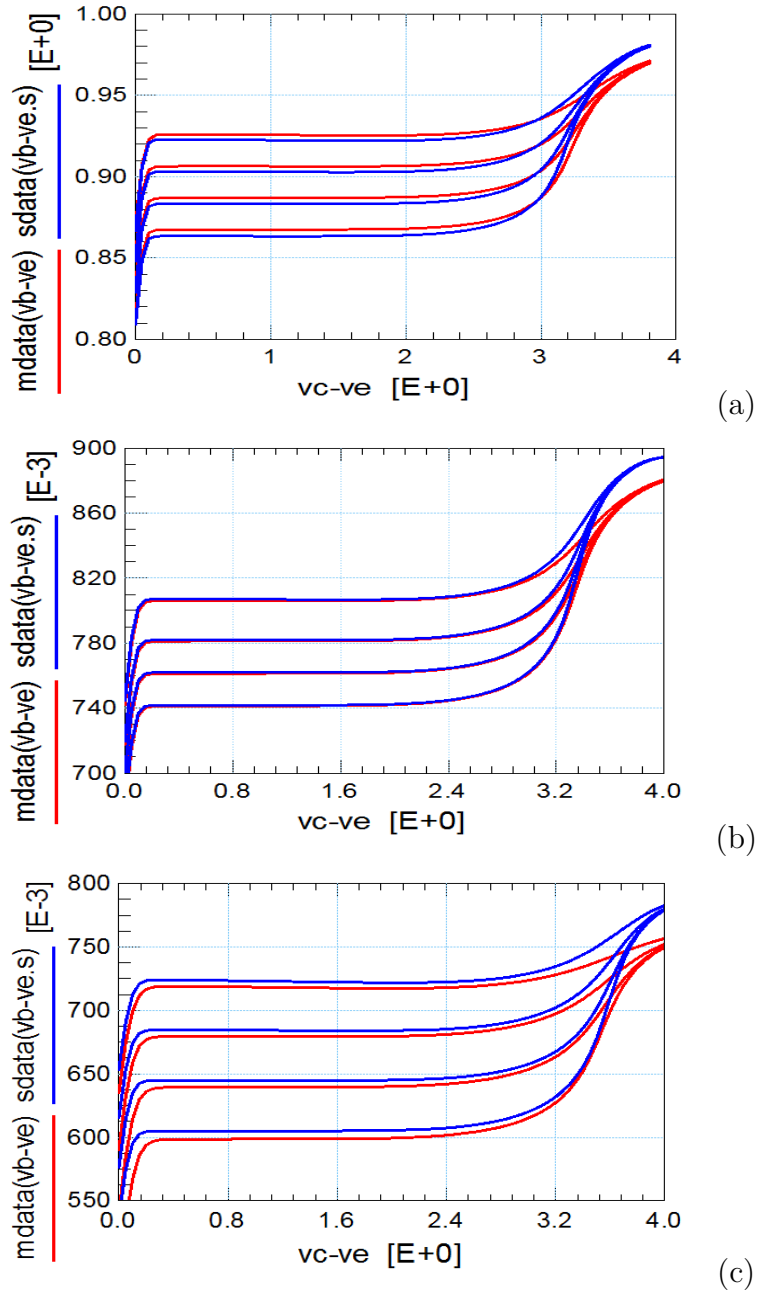 mdata(vb-ve) sdata(vb-ve.s) [E+0]
1.00
0.95
0.90
0.85
0.80
0 1 2 3 4
vc-ve [E+0]
(a)
mdata(vb-ve) sdata(vb-ve.s) [E-3]
900
860
820
780
740
700
0.0 0.8 1.6 2.4 3.2 4.0
vc-ve [E+0]
(b)
mdata(vb-ve) sdata(vb-ve.s) [E-3]
800
750
700
650
600
550
0.0 0.8 1.6 2.4 3.2 4.0
vc-ve [E+0]
(c)